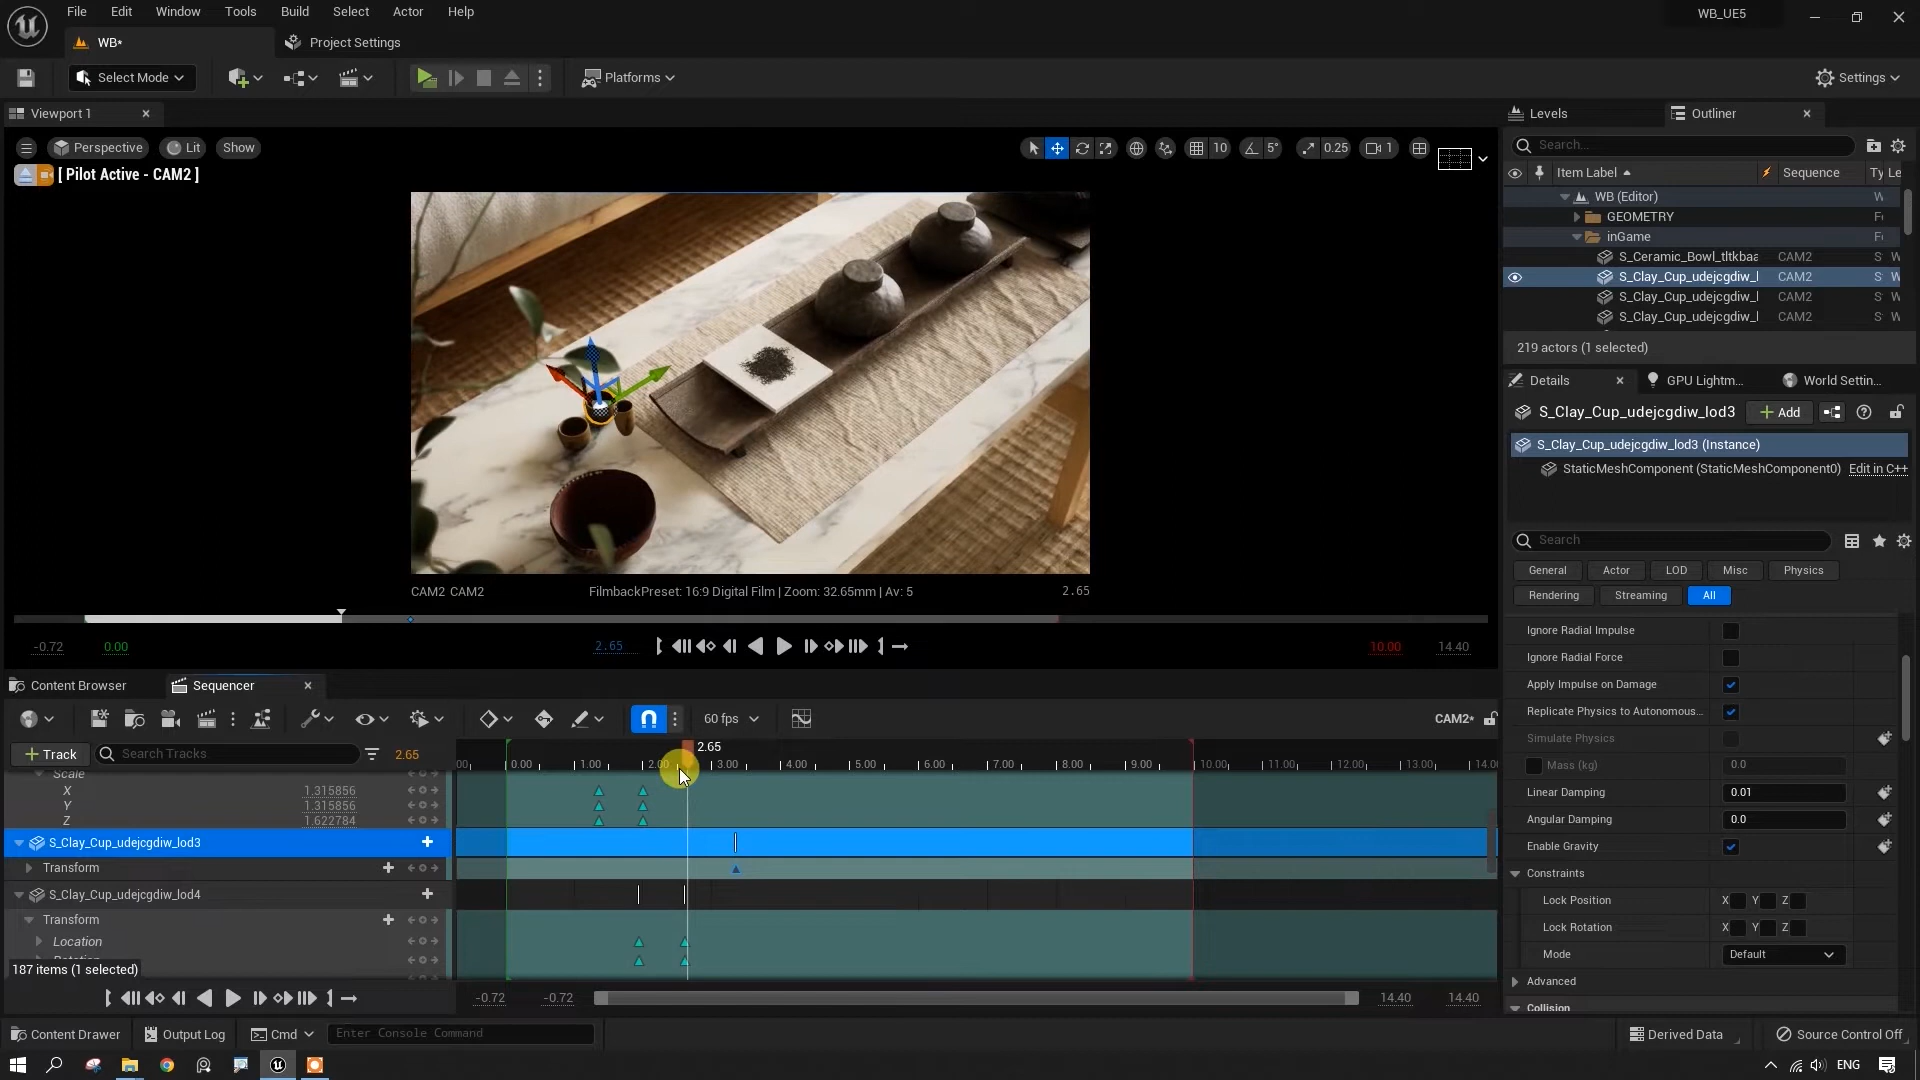 File Edit Window Tools Build Select Actor Help
WB_UE5
WB*
Project Settings
Select Mode
Platforms
Settings
Viewport 1
Levels
Outliner
Perspective
Lit
Show
10
5°
0.25
1
Search...
[ Pilot Active - CAM2 ]
Item Label
Sequence
Ty
Le
WB (Editor)
W
GEOMETRY
inGame
S_Ceramic_Bowl_tltkbaa CAM2 S W
S_Clay_Cup_udejcgdiw_l CAM2 S W
S_Clay_Cup_udejcgdiw_l CAM2 S W
S_Clay_Cup_udejcgdiw_l CAM2 S W
219 actors (1 selected)
Details
GPU Lightm...
World Settin...
S_Clay_Cup_udejcgdiw_lod3
Add
S_Clay_Cup_udejcgdiw_lod3 (Instance)
StaticMeshComponent (StaticMeshComponent0)
Edit in C++
Search
General Actor LOD Misc Physics
Rendering Streaming All
CAM2 CAM2
FilmbackPreset: 16:9 Digital Film | Zoom: 32.65mm | Av: 5
2.65
-0.72 0.00 2.65 10.00 14.40
Ignore Radial Impulse
Ignore Radial Force
Apply Impulse on Damage
Replicate Physics to Autonomous...
Simulate Physics
Mass (kg) 0.0
Linear Damping 0.01
Angular Damping 0.0
Enable Gravity
Constraints
Lock Position X Y Z
Lock Rotation X Y Z
Mode Default
Advanced
Collision
Content Browser
Sequencer
60 fps
CAM2*
Track
Search Tracks
2.65
2.65
0.00 1.00 2.00 3.00 4.00 5.00 6.00 7.00 8.00 9.00 10.00 11.00 12.00 13.00 14.00
Scale
X 1.315856
Y 1.315856
Z 1.622784
S_Clay_Cup_udejcgdiw_lod3
Transform
S_Clay_Cup_udejcgdiw_lod4
Transform
Location
187 items (1 selected)
-0.72 -0.72 14.40 14.40
Content Drawer
Output Log
Cmd
Enter Console Command
Derived Data
Source Control Off
ENG